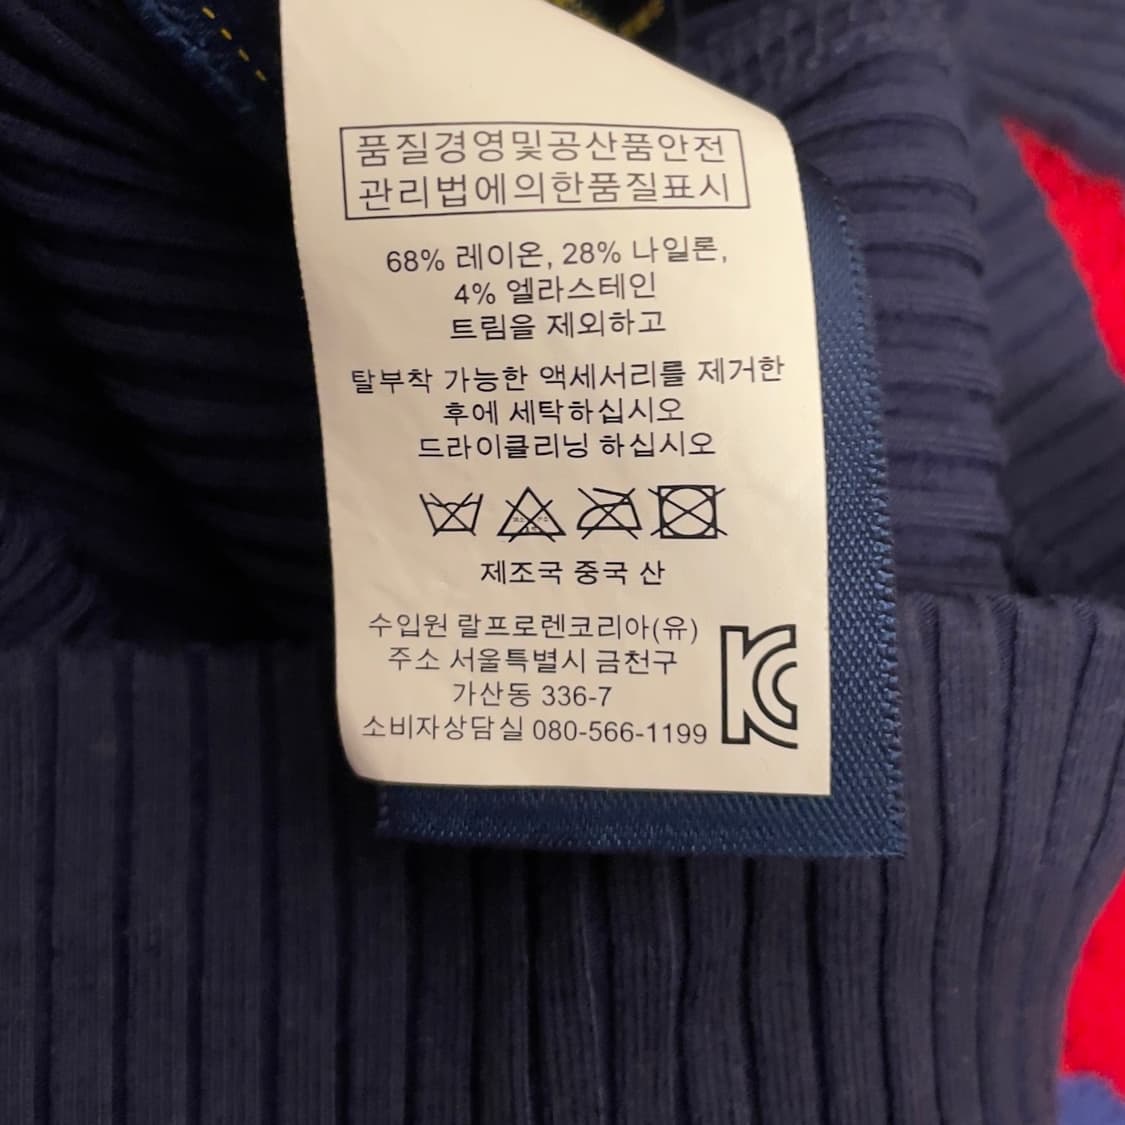 품질경영및공산품안전
관리법에의한품질표시
68% 레이온, 28% 나일론,
4% 엘라스테인
트림을 제외하고
탈부착 가능한 액세서리를 제거한
후에 세탁하십시오
드라이클리닝 하십시오
제조국 중국 산
수입원 랄프로렌코리아(유)
주소 서울특별시 금천구
가산동 336-7
소비자상담실 080-566-1199
KC